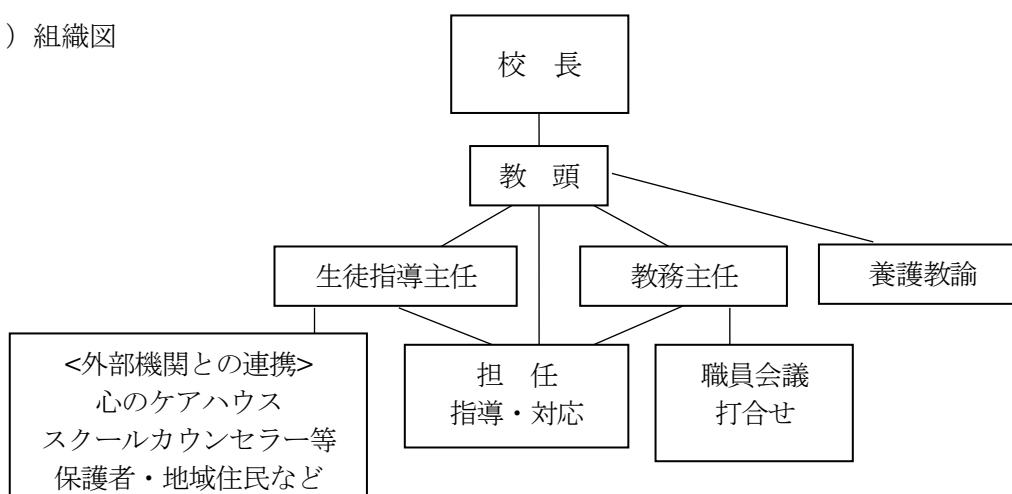 ）組織図
校　長
教　頭
生徒指導主任
教務主任
養護教諭
<外部機関との連携>
心のケアハウス
スクールカウンセラー等
保護者・地域住民など
担　任
指導・対応
職員会議
打合せ